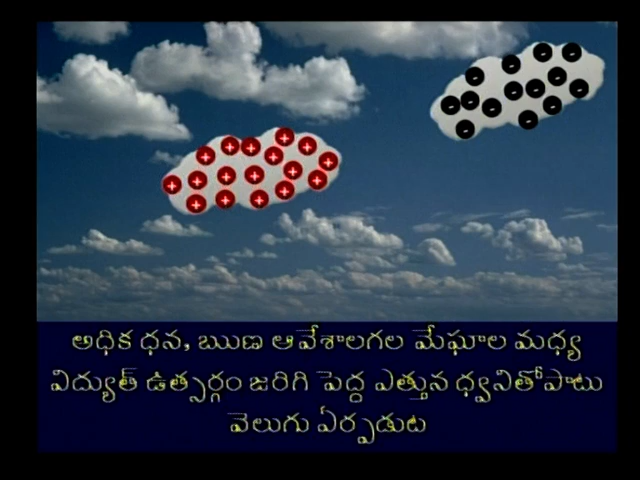 అధిక ధన, ఋణ ఆవేశాలగల మేఘాల మధ్య
విద్యుత్ ఉత్సర్గం జరిగి పెద్ద ఎత్తున ధ్వనితోపాటు
వెలుగు ఏర్పడుట